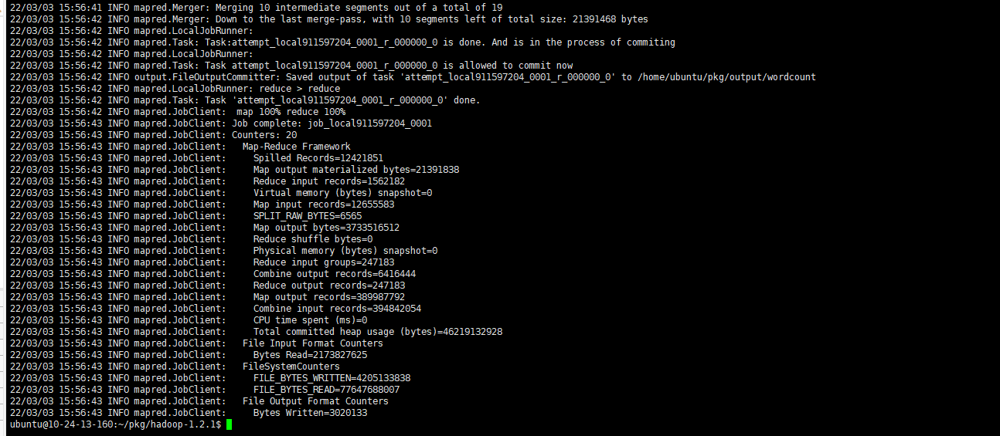 22/03/03 15:56:41 INFO mapred.Merger: Merging 10 intermediate segments out of a total of 19
22/03/03 15:56:42 INFO mapred.Merger: Down to the last merge-pass, with 10 segments left of total size: 21391468 bytes
22/03/03 15:56:42 INFO mapred.LocalJobRunner:
22/03/03 15:56:42 INFO mapred.Task: Task:attempt_local911597204_0001_r_000000_0 is done. And is in the process of commiting
22/03/03 15:56:42 INFO mapred.LocalJobRunner:
22/03/03 15:56:42 INFO mapred.Task: Task attempt_local911597204_0001_r_000000_0 is allowed to commit now
22/03/03 15:56:42 INFO output.FileOutputCommitter: Saved output of task 'attempt_local911597204_0001_r_000000_0' to /home/ubuntu/pkg/output/wordcount
22/03/03 15:56:42 INFO mapred.LocalJobRunner: reduce > reduce
22/03/03 15:56:42 INFO mapred.Task: Task 'attempt_local911597204_0001_r_000000_0' done.
22/03/03 15:56:42 INFO mapred.JobClient:  map 100% reduce 100%
22/03/03 15:56:43 INFO mapred.JobClient: Job complete: job_local911597204_0001
22/03/03 15:56:43 INFO mapred.JobClient: Counters: 20
22/03/03 15:56:43 INFO mapred.JobClient:   Map-Reduce Framework
22/03/03 15:56:43 INFO mapred.JobClient:     Spilled Records=12421851
22/03/03 15:56:43 INFO mapred.JobClient:     Map output materialized bytes=21391838
22/03/03 15:56:43 INFO mapred.JobClient:     Reduce input records=1562182
22/03/03 15:56:43 INFO mapred.JobClient:     Virtual memory (bytes) snapshot=0
22/03/03 15:56:43 INFO mapred.JobClient:     Map input records=12655583
22/03/03 15:56:43 INFO mapred.JobClient:     SPLIT_RAW_BYTES=6565
22/03/03 15:56:43 INFO mapred.JobClient:     Map output bytes=3733516512
22/03/03 15:56:43 INFO mapred.JobClient:     Reduce shuffle bytes=0
22/03/03 15:56:43 INFO mapred.JobClient:     Physical memory (bytes) snapshot=0
22/03/03 15:56:43 INFO mapred.JobClient:     Reduce input groups=247183
22/03/03 15:56:43 INFO mapred.JobClient:     Combine output records=6416444
22/03/03 15:56:43 INFO mapred.JobClient:     Reduce output records=247183
22/03/03 15:56:43 INFO mapred.JobClient:     Map output records=389987792
22/03/03 15:56:43 INFO mapred.JobClient:     Combine input records=394842054
22/03/03 15:56:43 INFO mapred.JobClient:     CPU time spent (ms)=0
22/03/03 15:56:43 INFO mapred.JobClient:     Total committed heap usage (bytes)=46219132928
22/03/03 15:56:43 INFO mapred.JobClient:   File Input Format Counters
22/03/03 15:56:43 INFO mapred.JobClient:     Bytes Read=2173827625
22/03/03 15:56:43 INFO mapred.JobClient:   FileSystemCounters
22/03/03 15:56:43 INFO mapred.JobClient:     FILE_BYTES_WRITTEN=4205133838
22/03/03 15:56:43 INFO mapred.JobClient:     FILE_BYTES_READ=77647688007
22/03/03 15:56:43 INFO mapred.JobClient:   File Output Format Counters
22/03/03 15:56:43 INFO mapred.JobClient:     Bytes Written=3020133
ubuntu@10-24-13-160:~/pkg/hadoop-1.2.1$